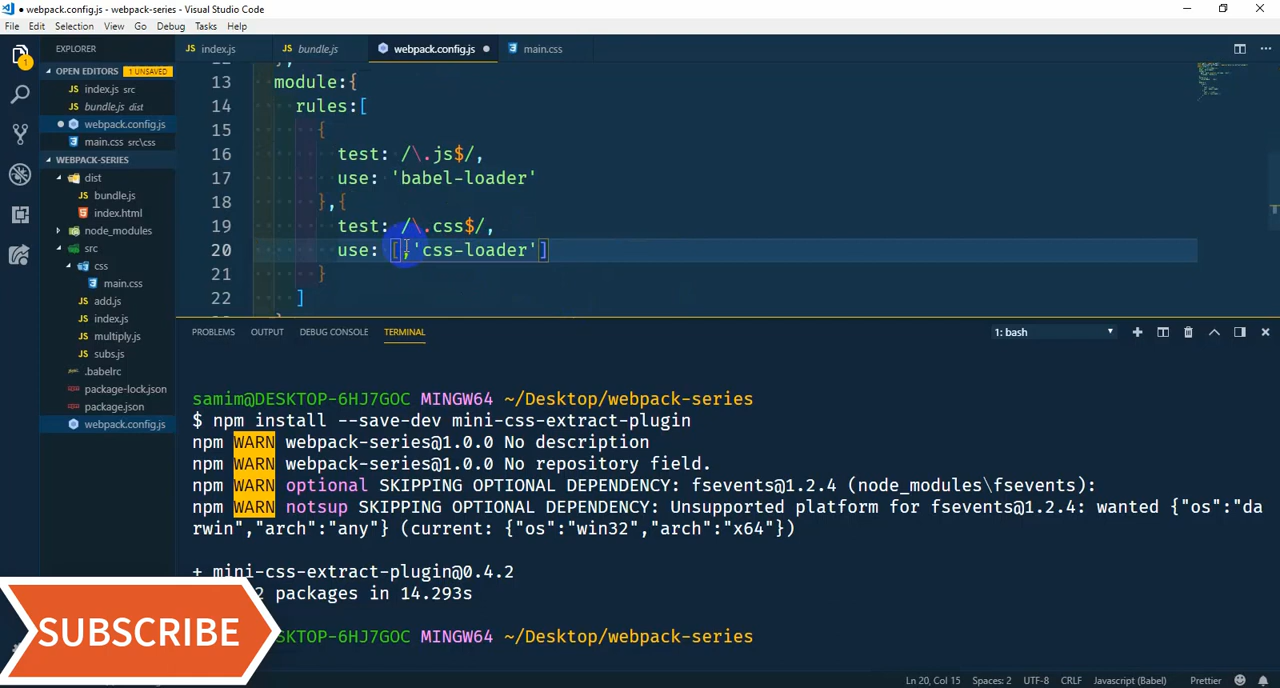 webpack.config.js - webpack-series - Visual Studio Code
File Edit Selection View Go Debug Tasks Help
EXPLORER
OPEN EDITORS 1 UNSAVED
index.js src
bundle.js dist
webpack.config.js
main.css src\css
WEBPACK-SERIES
dist
bundle.js
index.html
node_modules
src
css
main.css
add.js
index.js
multiply.js
subs.js
.babelrc
package-lock.json
package.json
webpack.config.js
index.js bundle.js webpack.config.js main.css
13 module:{
14 rules:[
15 {
16 test: /\.js$/,
17 use: 'babel-loader'
18 },{
19 test: /\.css$/,
20 use: [,'css-loader']
21 }
22 ]
PROBLEMS OUTPUT DEBUG CONSOLE TERMINAL 1: bash
samim@DESKTOP-6HJ7GOC MINGW64 ~/Desktop/webpack-series
$ npm install --save-dev mini-css-extract-plugin
npm WARN webpack-series@1.0.0 No description
npm WARN webpack-series@1.0.0 No repository field.
npm WARN optional SKIPPING OPTIONAL DEPENDENCY: fsevents@1.2.4 (node_modules\fsevents):
npm WARN notsup SKIPPING OPTIONAL DEPENDENCY: Unsupported platform for fsevents@1.2.4: wanted {"os":"da
rwin","arch":"any"} (current: {"os":"win32","arch":"x64"})
+ mini-css-extract-plugin@0.4.2
2 packages in 14.293s
SKTOP-6HJ7GOC MINGW64 ~/Desktop/webpack-series
SUBSCRIBE
Ln 20, Col 15 Spaces: 2 UTF-8 CRLF Javascript (Babel) Prettier